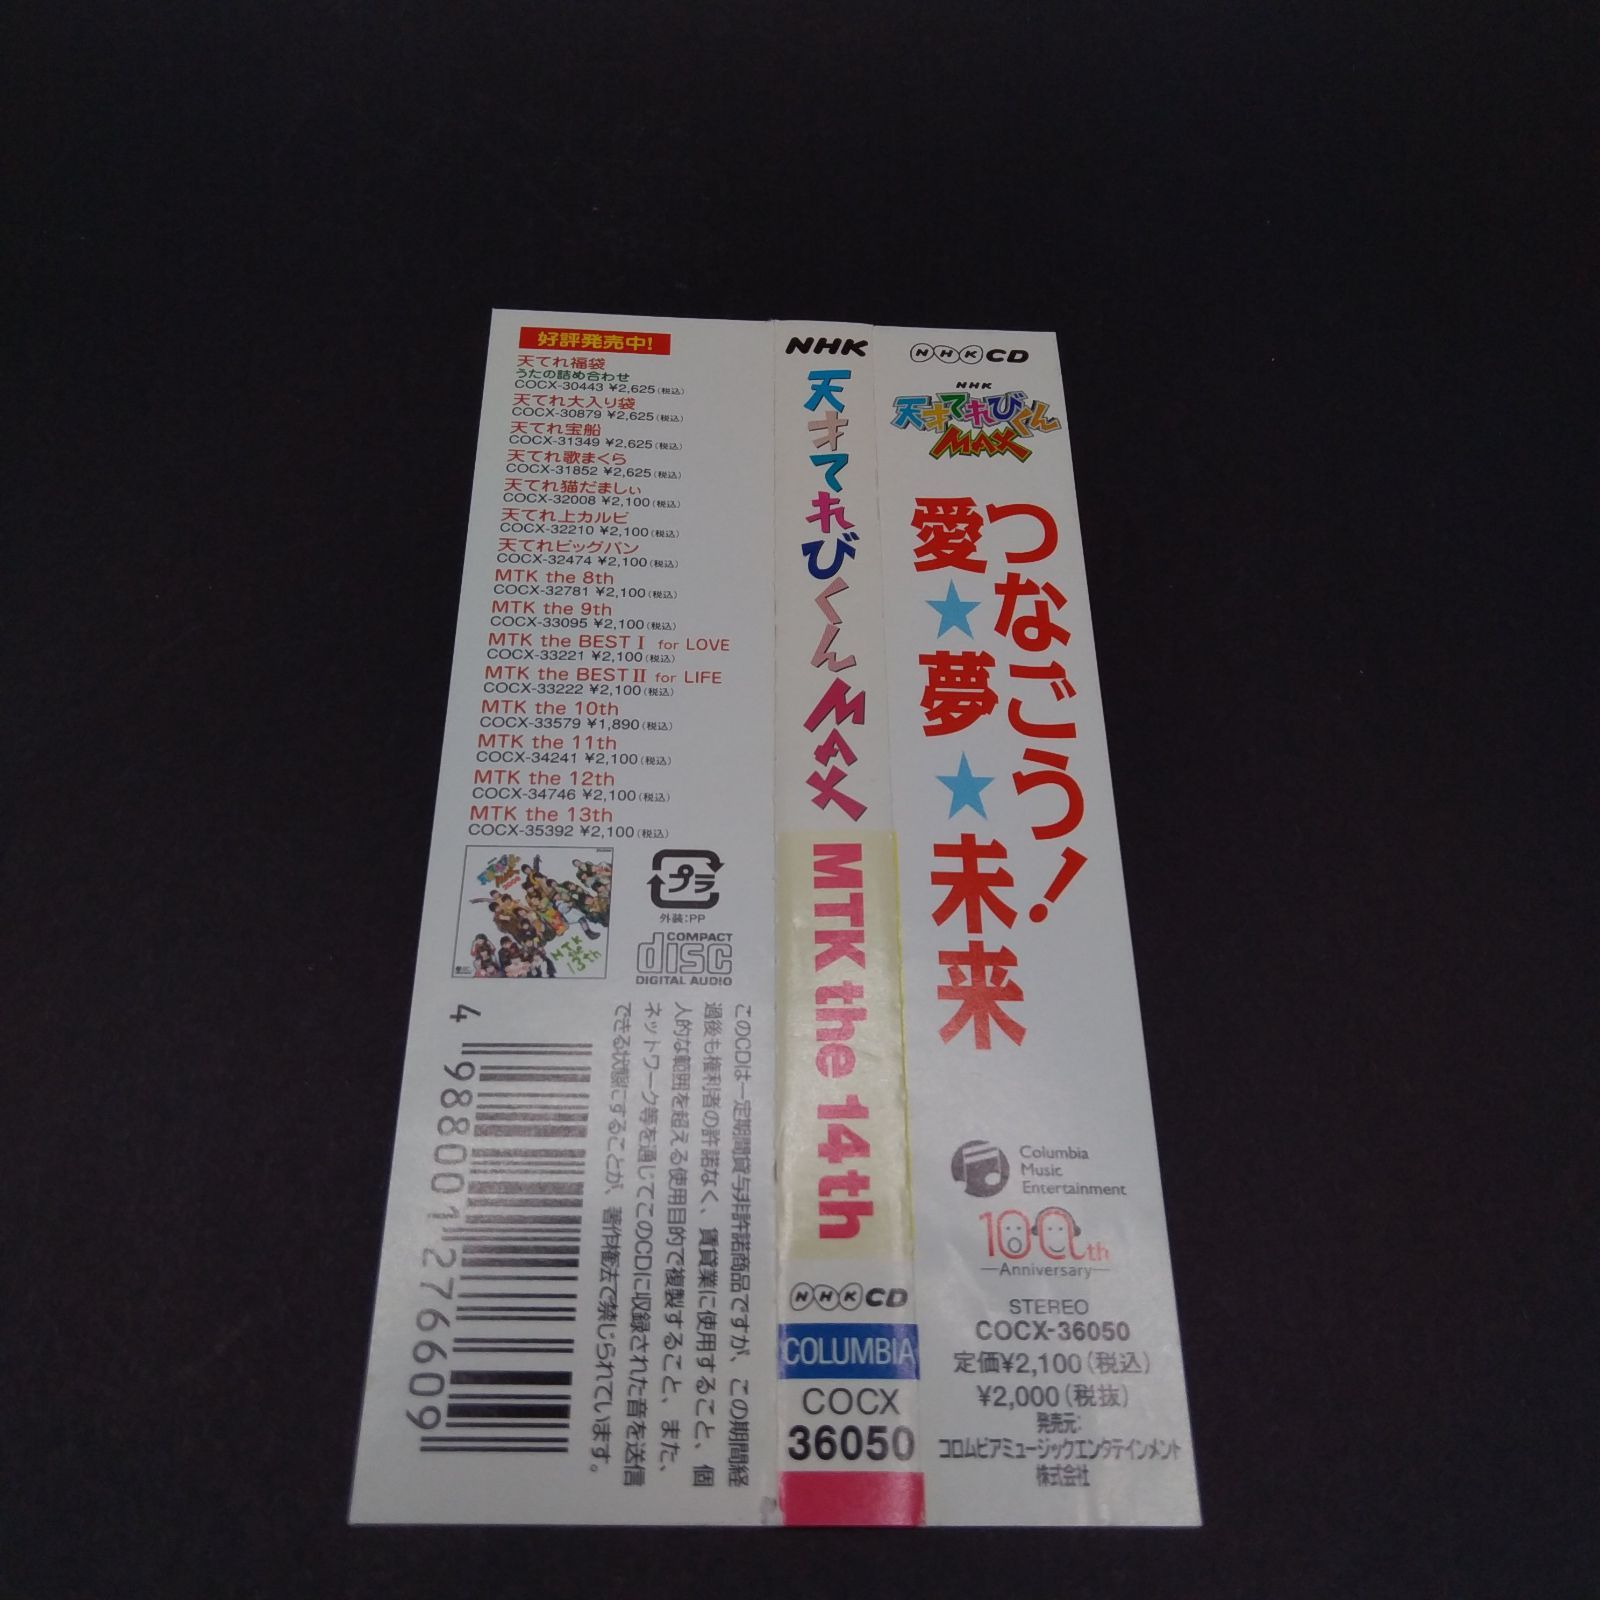 好評発売中!
天てれ福袋
うたの詰め合わせ
COCX-30443 ¥2,625(税込)
天てれ大入り袋
COCX-30879 ¥2,625(税込)
天てれ宝船
COCX-31349 ¥2,625(税込)
天てれ歌まくら
COCX-31852 ¥2,625(税込)
天てれ猫だましぃ
COCX-32008 ¥2,100(税込)
天てれ上カルビ
COCX-32210 ¥2,100(税込)
天てれビッグバン
COCX-32474 ¥2,100(税込)
MTK the 8th
COCX-32781 ¥2,100(税込)
MTK the 9th
COCX-33095 ¥2,100(税込)
MTK the BEST I for LOVE
COCX-33221 ¥2,100(税込)
MTK the BEST II for LIFE
COCX-33222 ¥2,100(税込)
MTK the 10th
COCX-33579 ¥1,890(税込)
MTK the 11th
COCX-34241 ¥2,100(税込)
MTK the 12th
COCX-34746 ¥2,100(税込)
MTK the 13th
COCX-35392 ¥2,100(税込)
MTK
the
13th
プラ
外装:PP
COMPACT
disc
DIGITAL AUDIO
このCDは一定期間貸与非許諾商品ですが、この期間経
過後も権利者の許諾なく、賃貸業に使用すること、個
人的な範囲を超える使用目的で複製すること、また、
ネットワーク等を通じてこのCDに収録された音を送信
できる状態にすることが、著作権法で禁じられています。
4 988001 276609
NHK
天才てれびくんMAX
MTK the 14th
NHK CD
COLUMBIA
COCX
36050
NHK CD
NHK
天才てれびくん
MAX
つなごう!
愛★夢★未来
Columbia
Music
Entertainment
100th
Anniversary
STEREO
COCX-36050
定価¥2,100(税込)
¥2,000(税抜)
発売元:
コロムビアミュージックエンタテインメント
株式会社